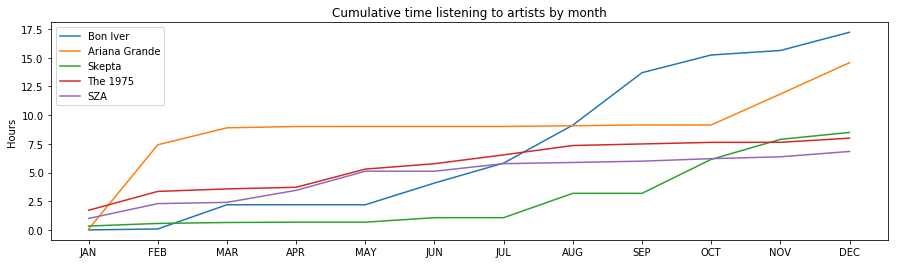 Cumulative time listening to artists by month
Hours
17.5
15.0
12.5
10.0
7.5
5.0
2.5
0.0
Bon Iver
Ariana Grande
Skepta
The 1975
SZA
JAN FEB MAR APR MAY JUN JUL AUG SEP OCT NOV DEC